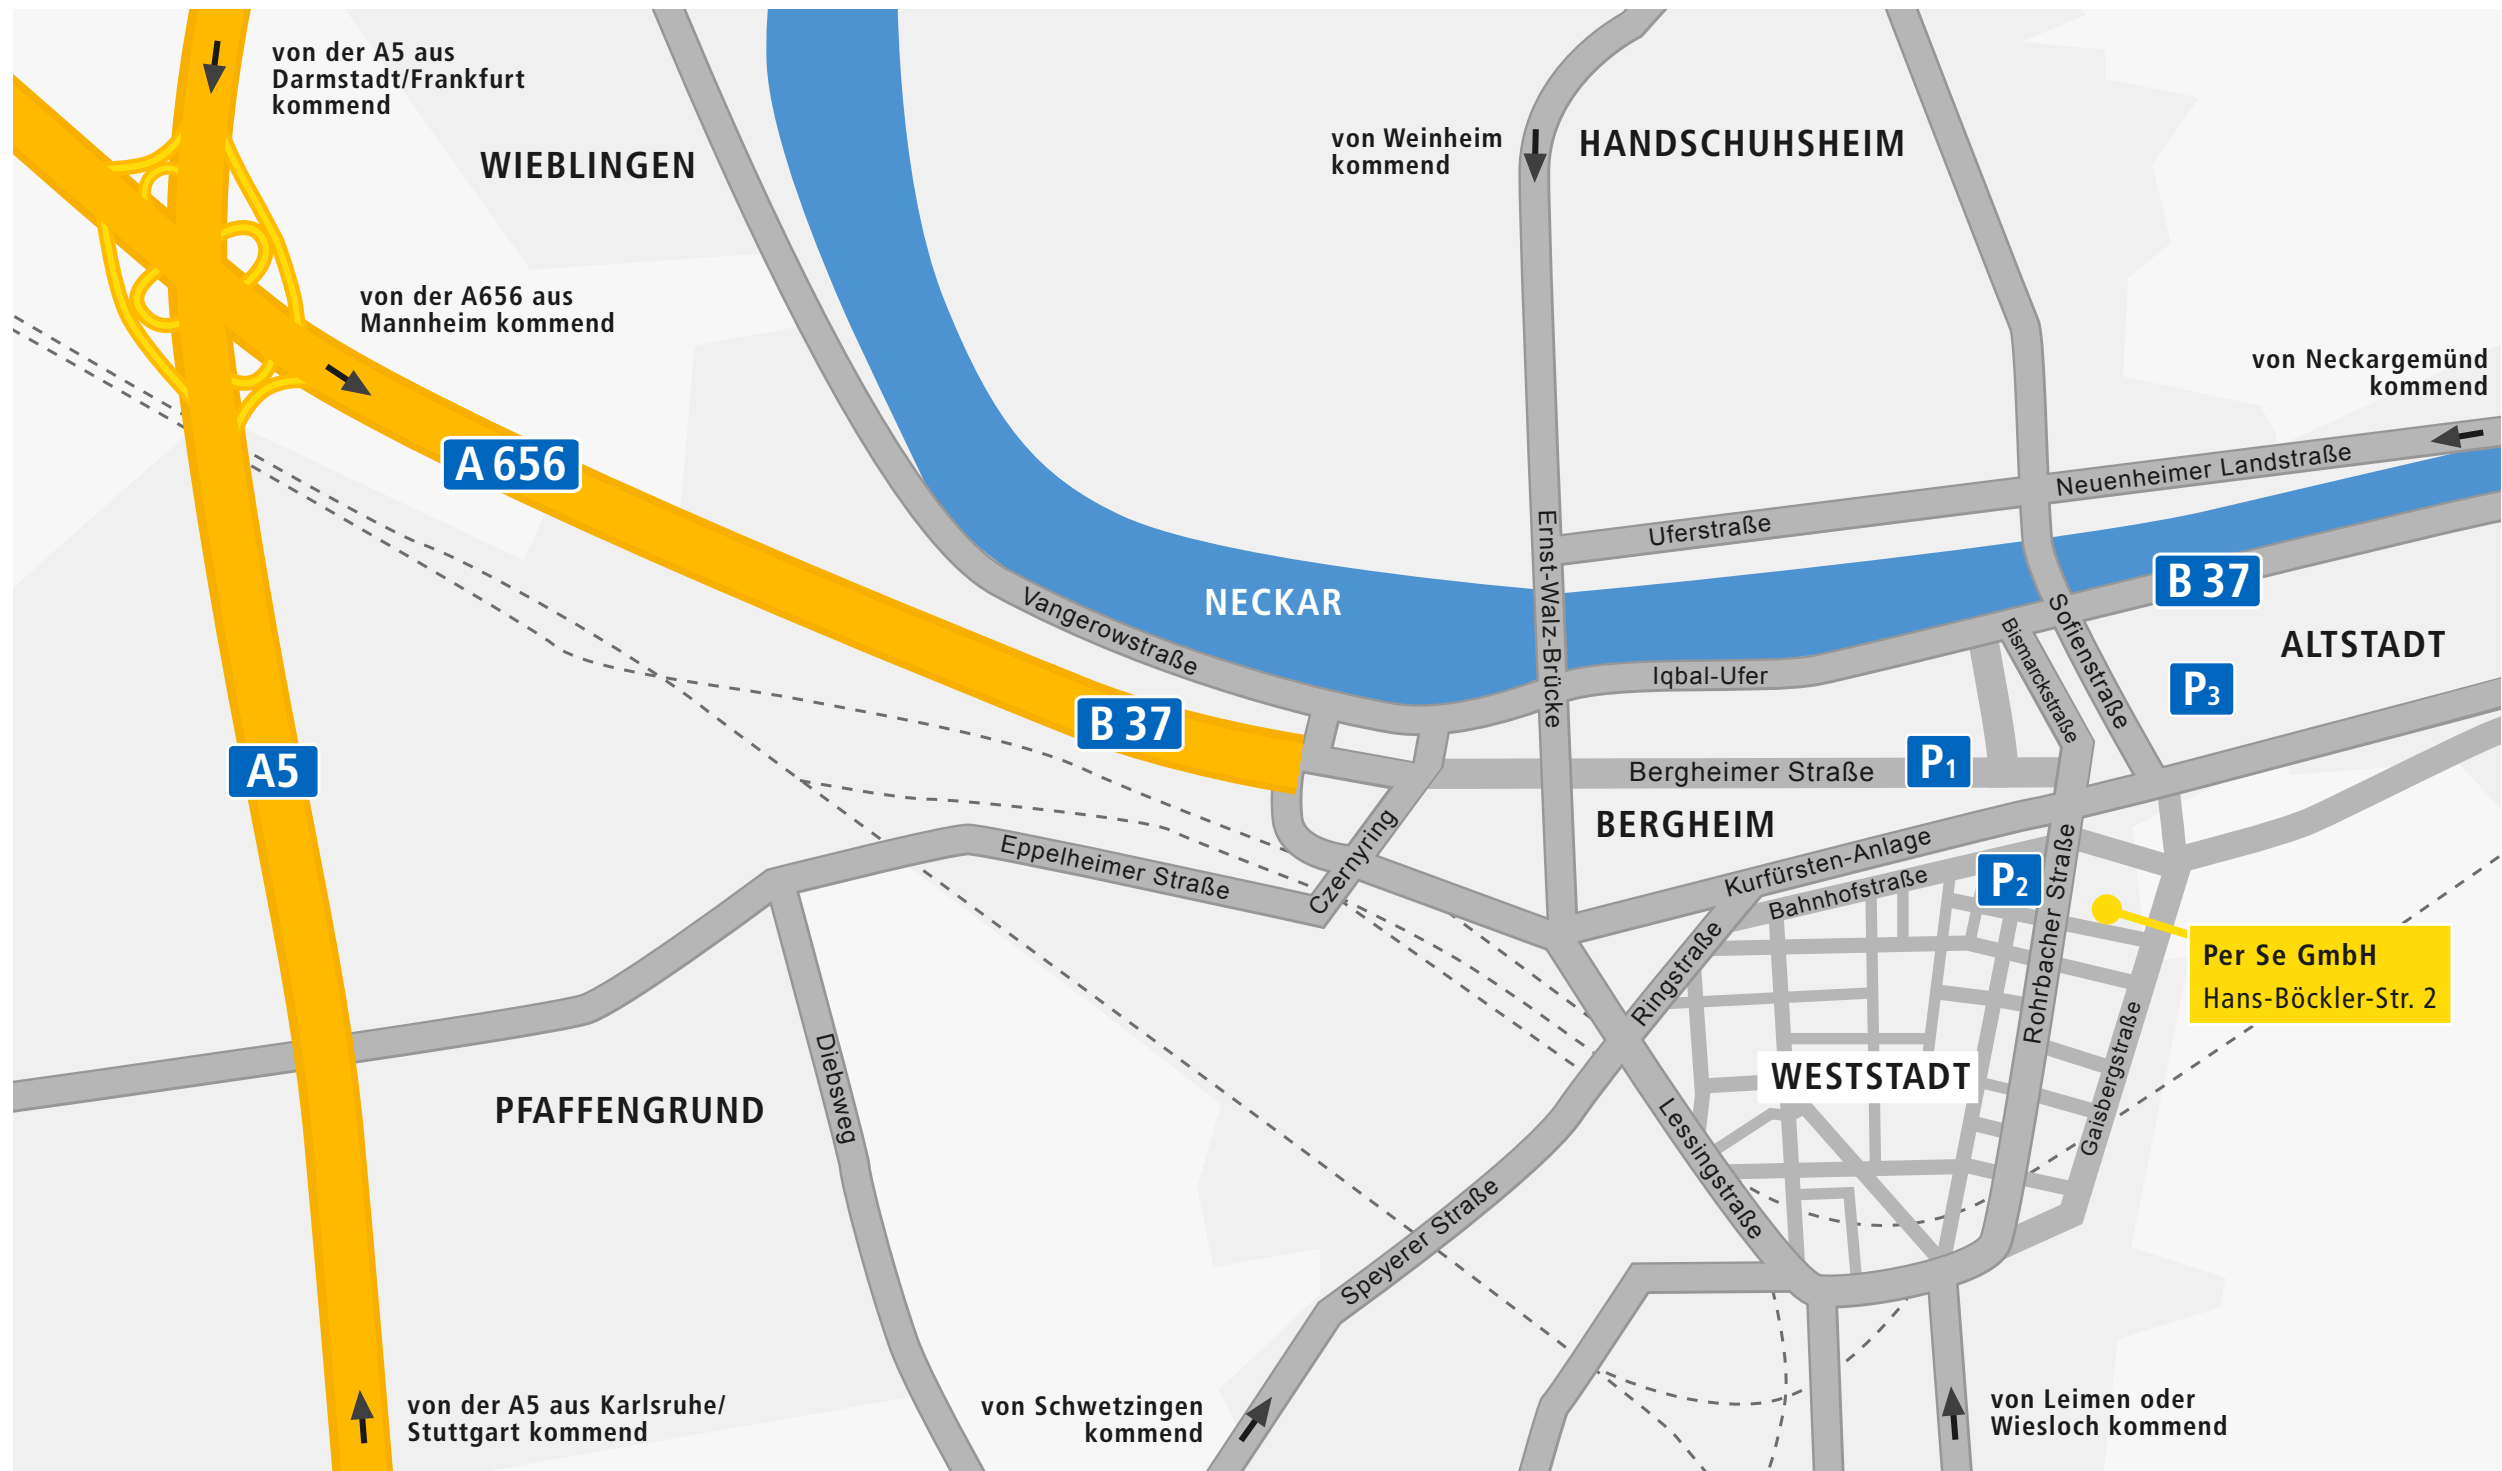 von der A5 aus
Darmstadt/Frankfurt
kommend
WIEBLINGEN
von Weinheim
kommend
HANDSCHUHSHEIM
von der A656 aus
Mannheim kommend
von Neckargemünd
kommend
A 656
Neuenheimer Landstraße
Uferstraße
Ernst-Walz-Brücke
NECKAR
Vangerowstraße
B 37
Sofienstraße
Bismarckstraße
ALTSTADT
Iqbal-Ufer
P3
B 37
A5
Bergheimer Straße
P1
BERGHEIM
Czernyring
Eppelheimer Straße
Kurfürsten-Anlage
Bahnhofstraße
P2
Rohrbacher Straße
Ringstraße
Per Se GmbH
Hans-Böckler-Str. 2
Diebsweg
PFAFFENGRUND
WESTSTADT
Gaisbergstraße
Lessingstraße
Speyerer Straße
von der A5 aus Karlsruhe/
Stuttgart kommend
von Schwetzingen
kommend
von Leimen oder
Wiesloch kommend